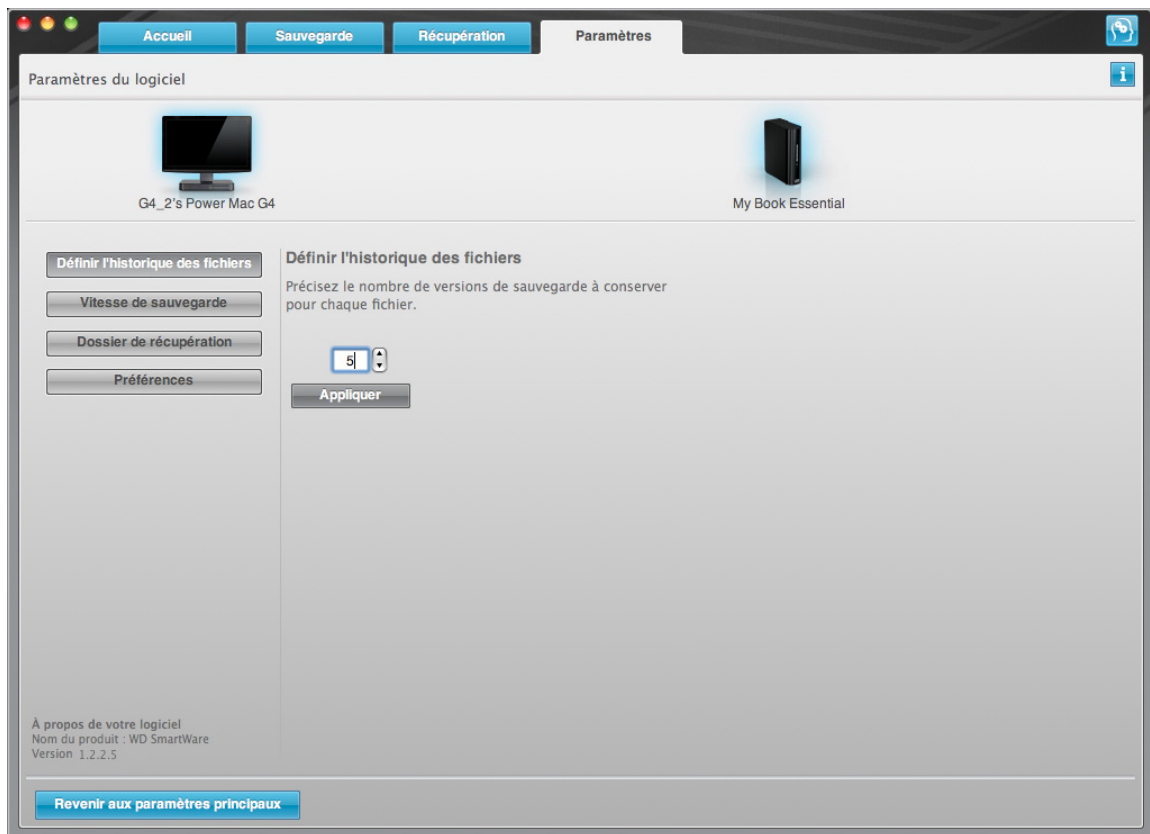 Accueil
Sauvegarde
Récupération
Paramètres
Paramètres du logiciel
i
G4_2's Power Mac G4
My Book Essential
Définir l'historique des fichiers
Vitesse de sauvegarde
Dossier de récupération
Préférences
Définir l'historique des fichiers
Précisez le nombre de versions de sauvegarde à conserver
pour chaque fichier.
5
Appliquer
À propos de votre logiciel
Nom du produit : WD SmartWare
Version 1.2.2.5
Revenir aux paramètres principaux